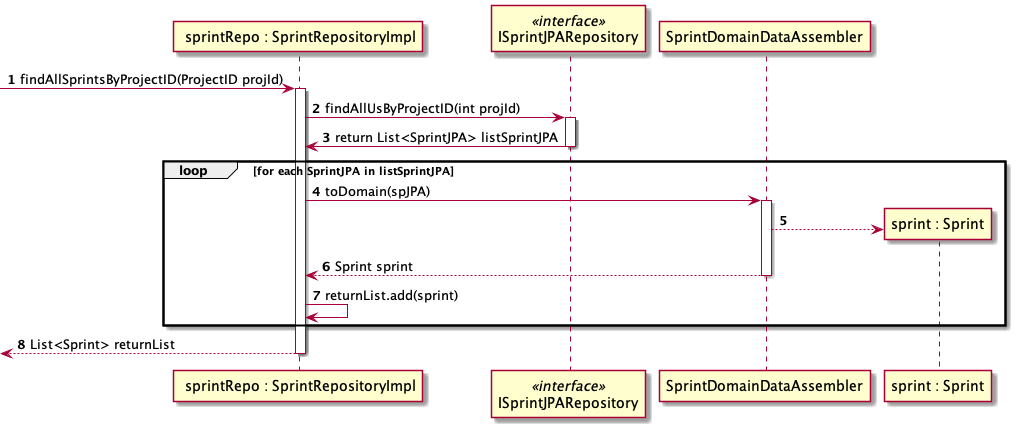 sprintRepo : SprintRepositoryImpl
«interface»
ISprintJPARepository
SprintDomainDataAssembler
1 findAllSprintsByProjectID(ProjectID projId)
2 findAllUsByProjectID(int projId)
3 return List<SprintJPA> listSprintJPA
loop [for each SprintJPA in listSprintJPA]
4 toDomain(spJPA)
5
sprint : Sprint
6 Sprint sprint
7 returnList.add(sprint)
8 List<Sprint> returnList
sprintRepo : SprintRepositoryImpl
«interface»
ISprintJPARepository
SprintDomainDataAssembler
sprint : Sprint